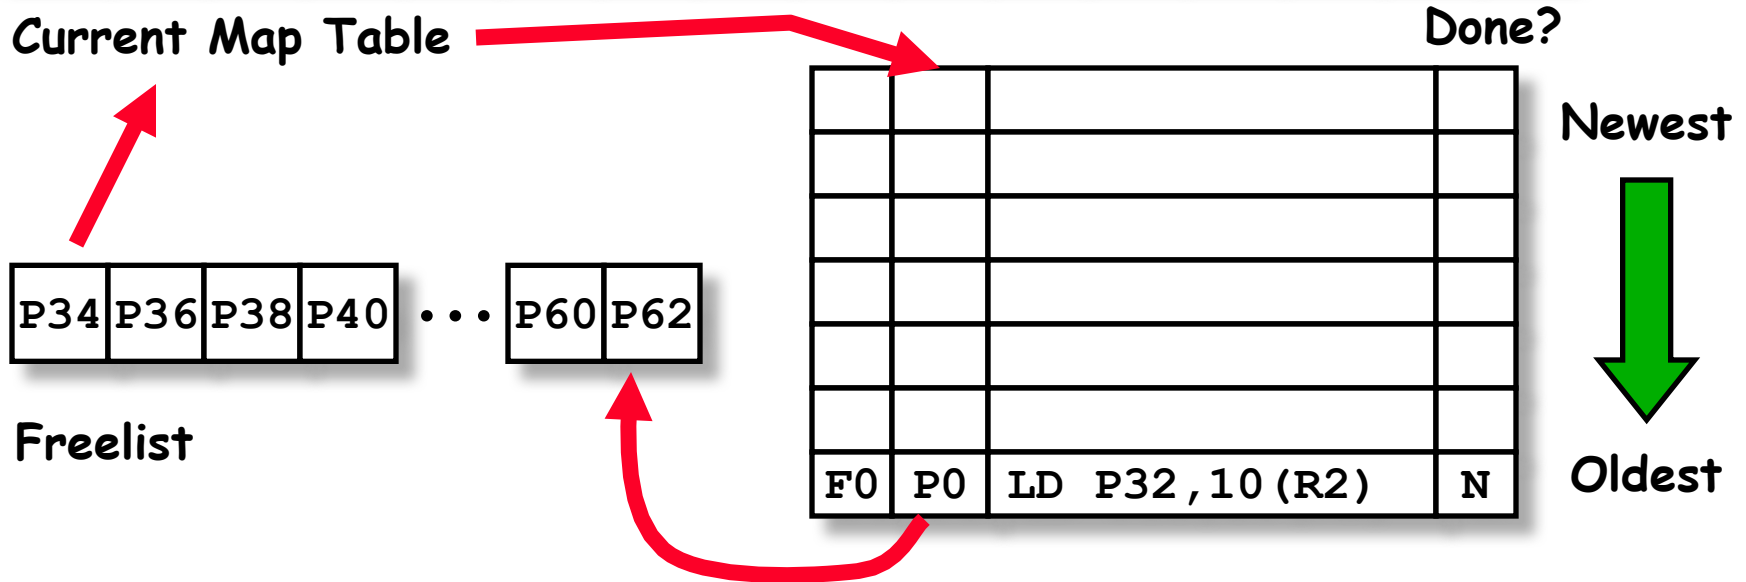 Current Map Table
Done?
Newest
P34 P36 P38 P40 ... P60 P62
Freelist
F0 P0 LD P32,10(R2) N
Oldest